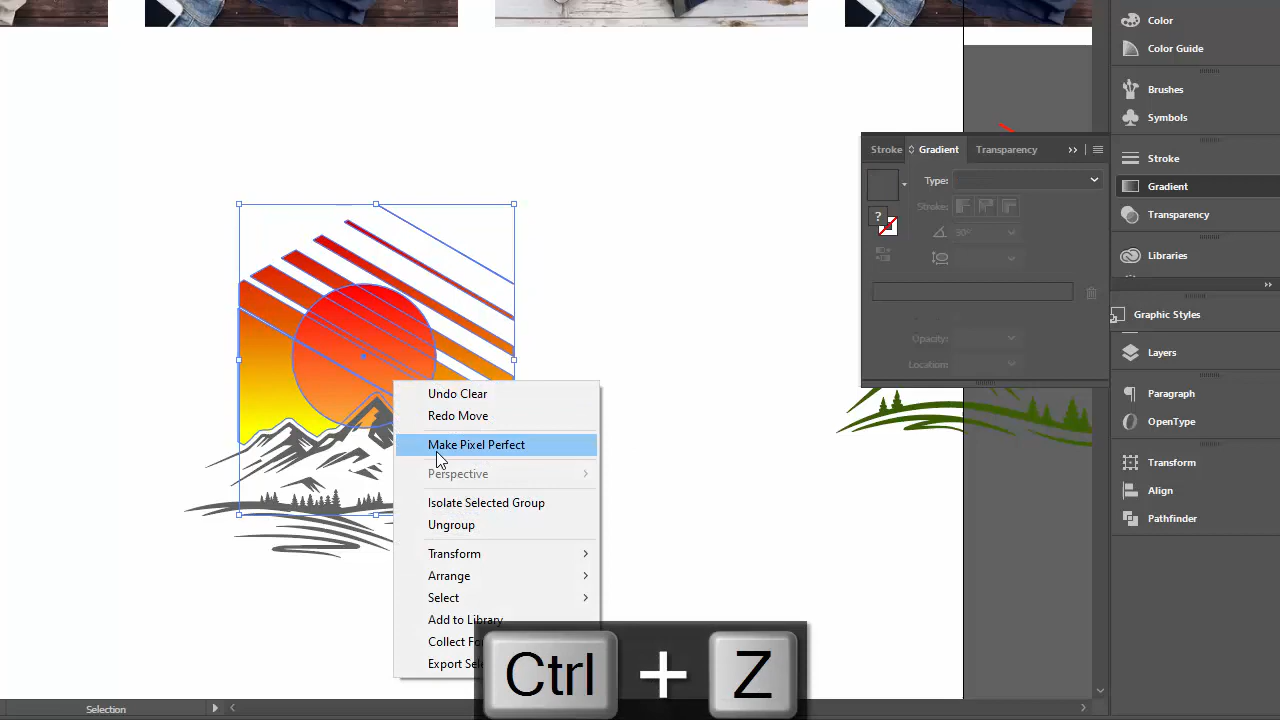 Color
Color Guide
Brushes
Symbols
Stroke
Gradient
Transparency
Libraries
Graphic Styles
Layers
Paragraph
OpenType
Transform
Align
Pathfinder
Stroke Gradient Transparency
Type:
Stroke:
?
90°
Opacity:
Location:
Undo Clear
Redo Move
Make Pixel Perfect
Perspective
Isolate Selected Group
Ungroup
Transform
Arrange
Select
Add to Library
Collect
Export
Ctrl + Z
Selection